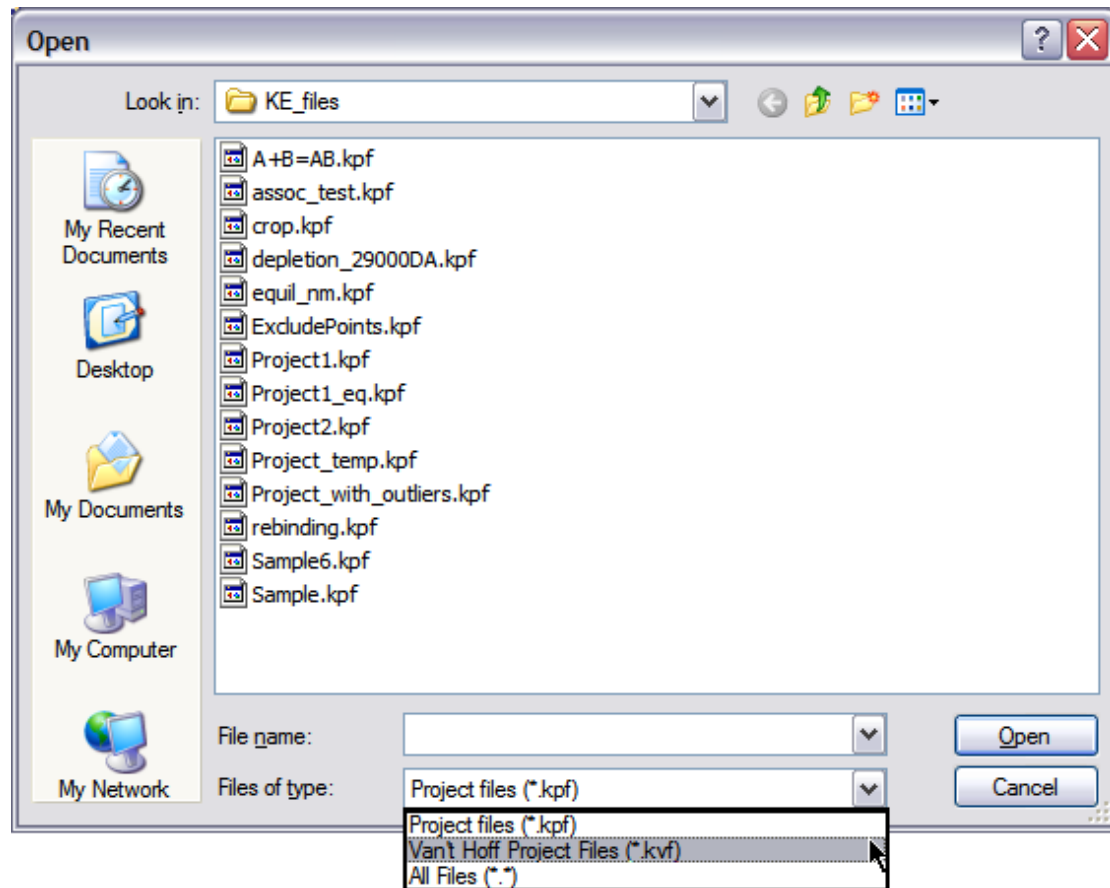 Open
Look in:
KE_files
My Recent
Documents
Desktop
My Documents
My Computer
My Network
A+B=AB.kpf
assoc_test.kpf
crop.kpf
depletion_29000DA.kpf
equil_nm.kpf
ExcludePoints.kpf
Project1.kpf
Project1_eq.kpf
Project2.kpf
Project_temp.kpf
Project_with_outliers.kpf
rebinding.kpf
Sample6.kpf
Sample.kpf
File name:
Open
Files of type:
Project files (*.kpf)
Cancel
Project files (*.kpf)
Van't Hoff Project Files (*.kvf)
All Files (*.*)